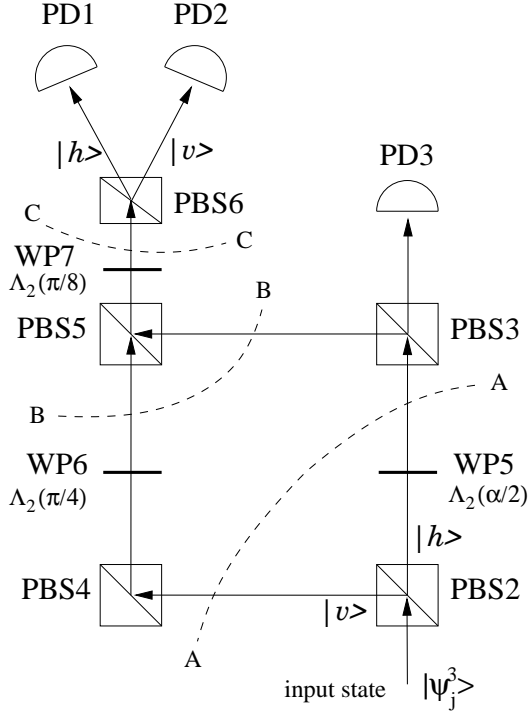 PD1 PD2
|h> |v> PD3
PBS6
C C
WP7
Λ₂(π/8)
B
PBS5 PBS3
A
B
WP6 WP5
Λ₂(π/4) Λ₂(α/2)
|h>
PBS4 PBS2
|v>
A
input state |ψ³ⱼ>